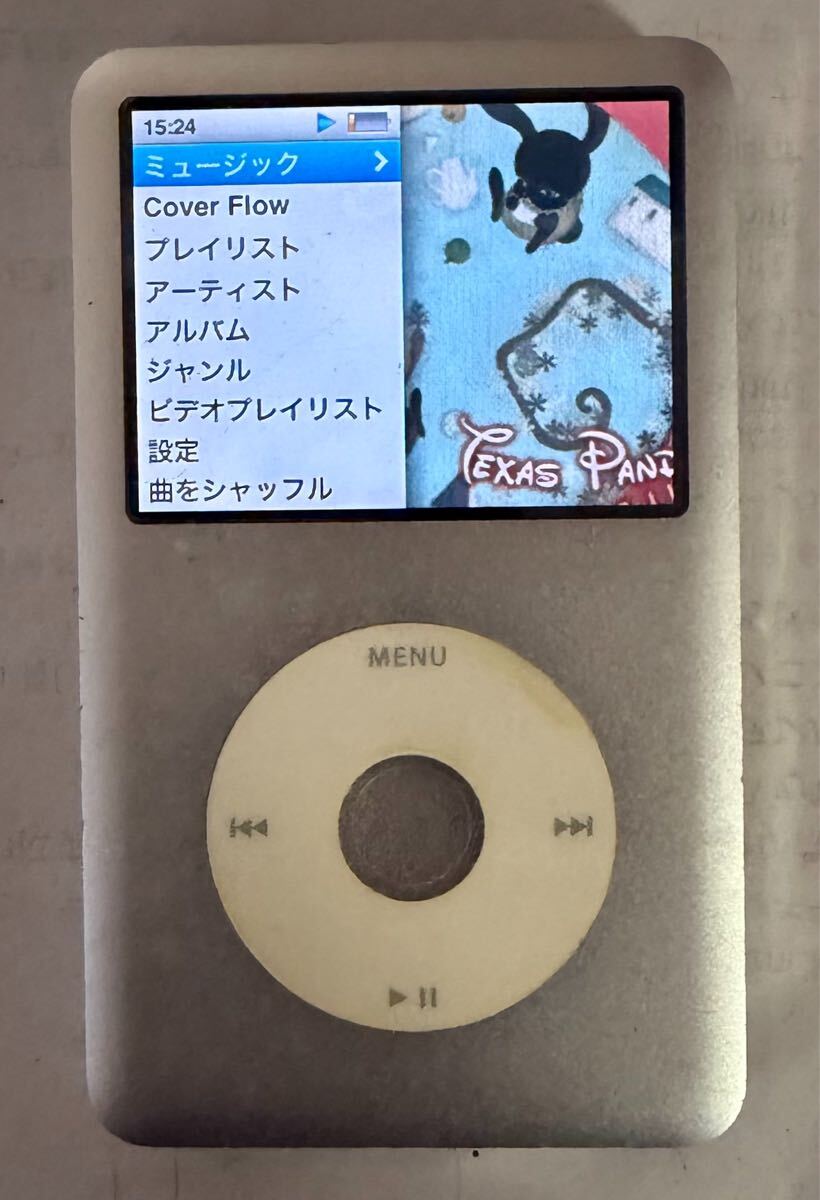 15:24
ミュージック
Cover Flow
プレイリスト
アーティスト
アルバム
ジャンル
ビデオプレイリスト
設定
曲をシャッフル
TEXAS PAN
MENU